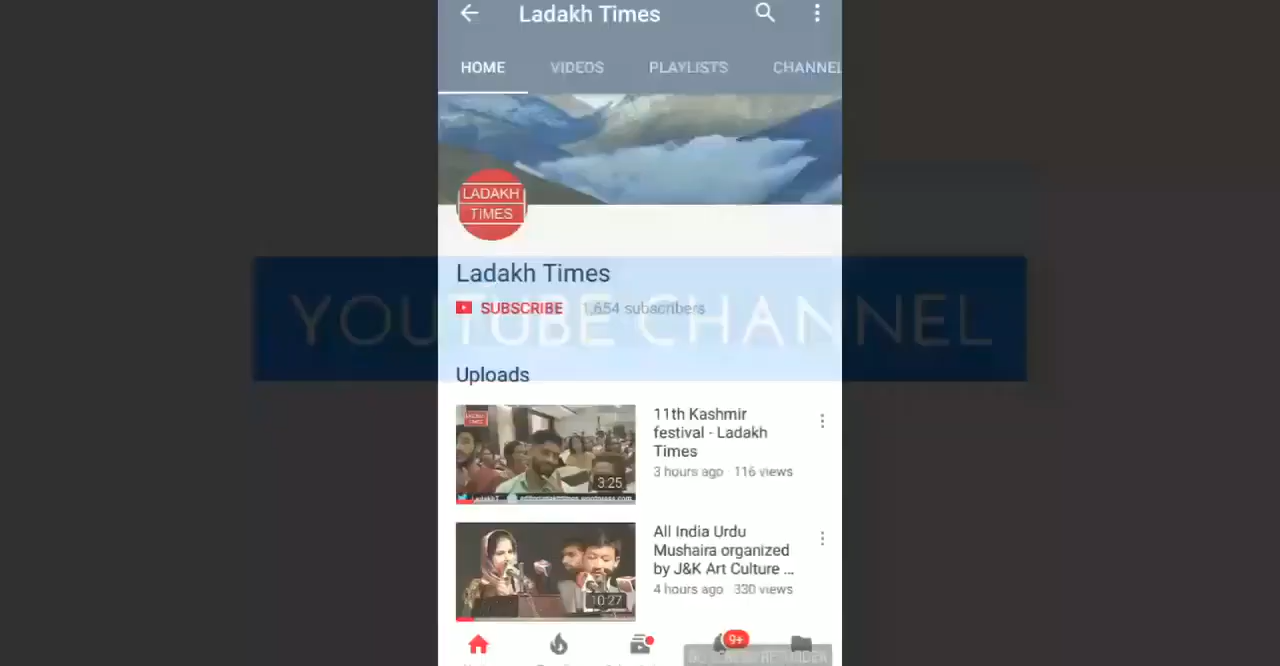 Ladakh Times
HOME VIDEOS PLAYLISTS CHANNEL
LADAKH
TIMES
Ladakh Times
SUBSCRIBE 1,654 subscribers
YOUTUBE CHANNEL
Uploads
11th Kashmir
festival - Ladakh
Times
3 hours ago · 116 views
3:25
All India Urdu
Mushaira organized
by J&K Art Culture ...
4 hours ago 330 views
10:27
9+